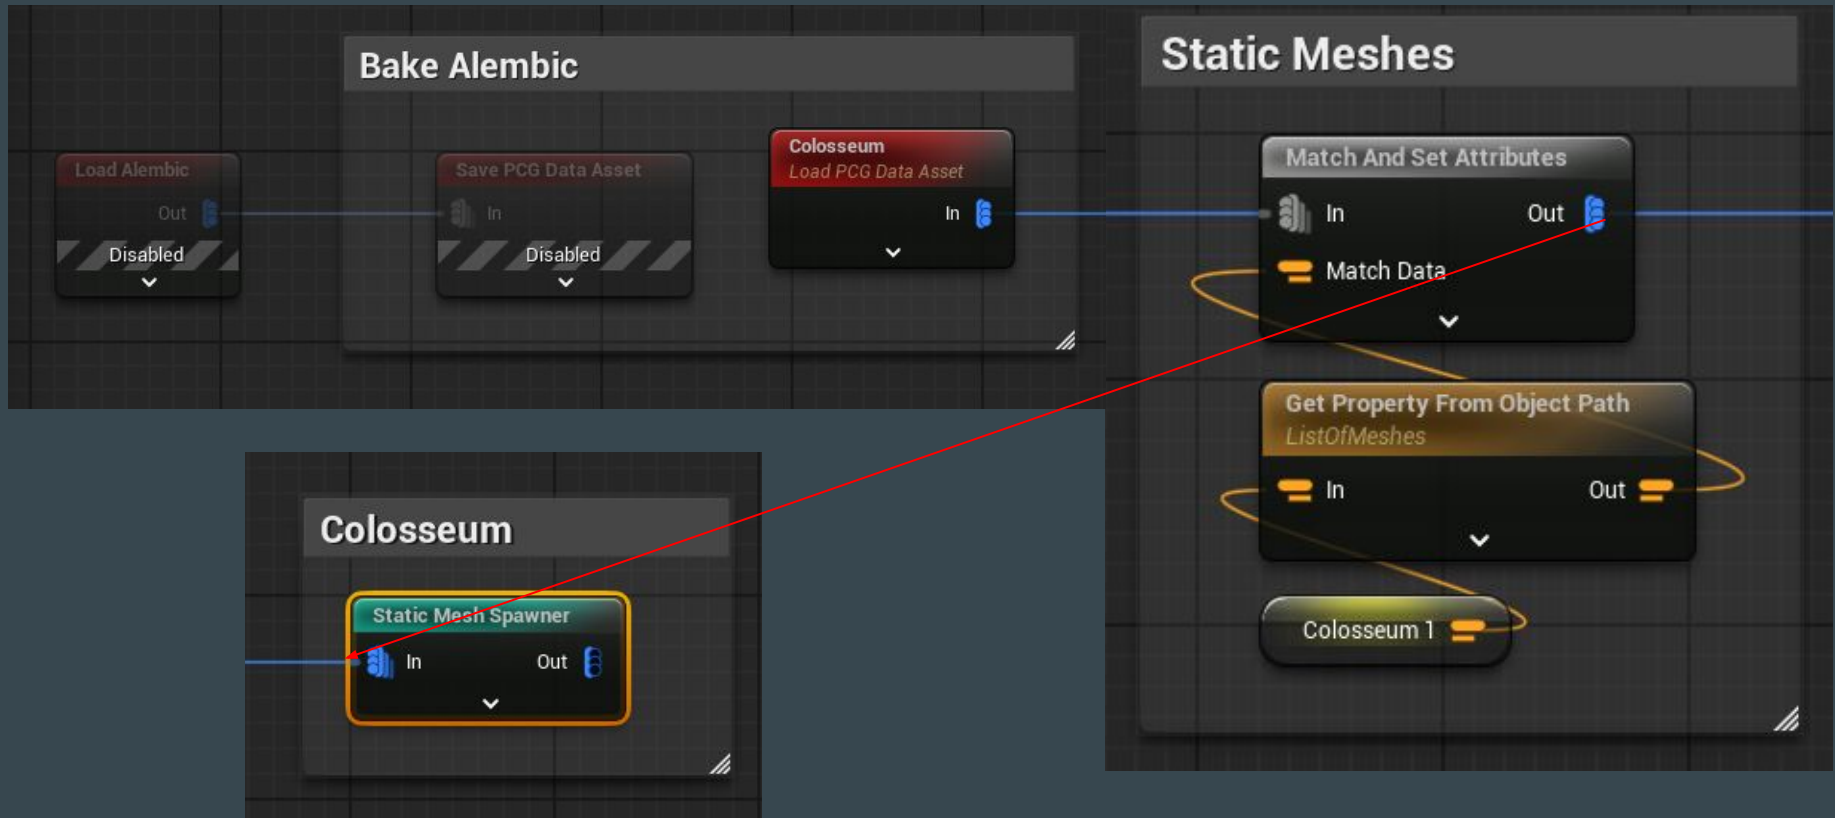 Bake Alembic
Load Alembic
Out
Disabled
Save PCG Data Asset
In
Disabled
Colosseum
Load PCG Data Asset
In
Static Meshes
Match And Set Attributes
In
Out
Match Data
Get Property From Object Path
ListOfMeshes
In
Out
Colosseum 1
Colosseum
Static Mesh Spawner
In
Out